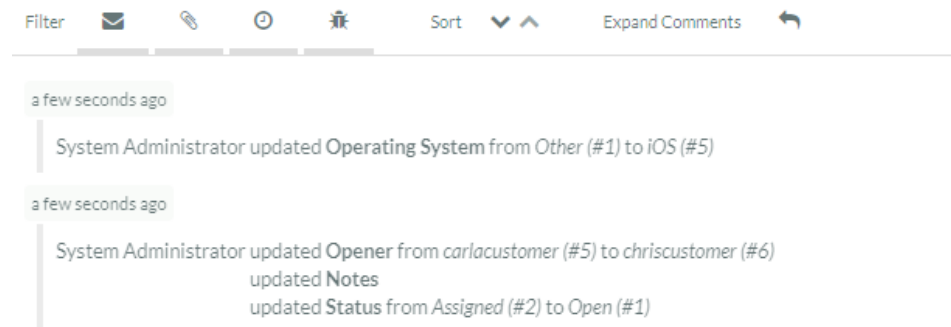 Filter Sort Expand Comments
a few seconds ago
System Administrator updated Operating System from Other (#1) to iOS (#5)
a few seconds ago
System Administrator updated Opener from carlacustomer (#5) to chriscustomer (#6)
updated Notes
updated Status from Assigned (#2) to Open (#1)